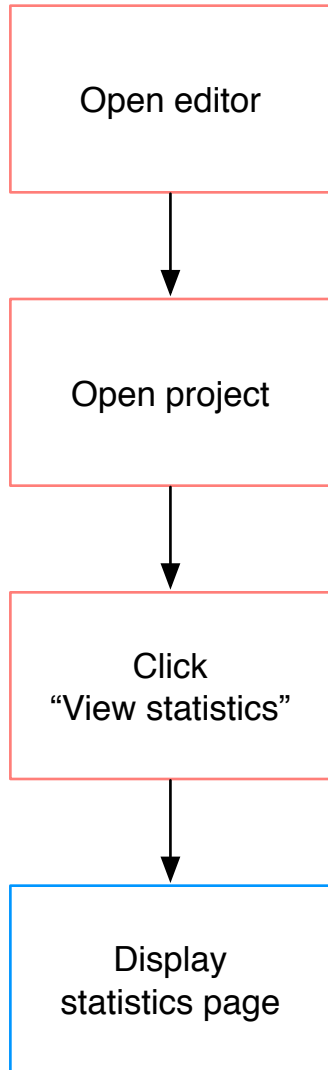 Open editor
Open project
Click
“View statistics”
Display
statistics page